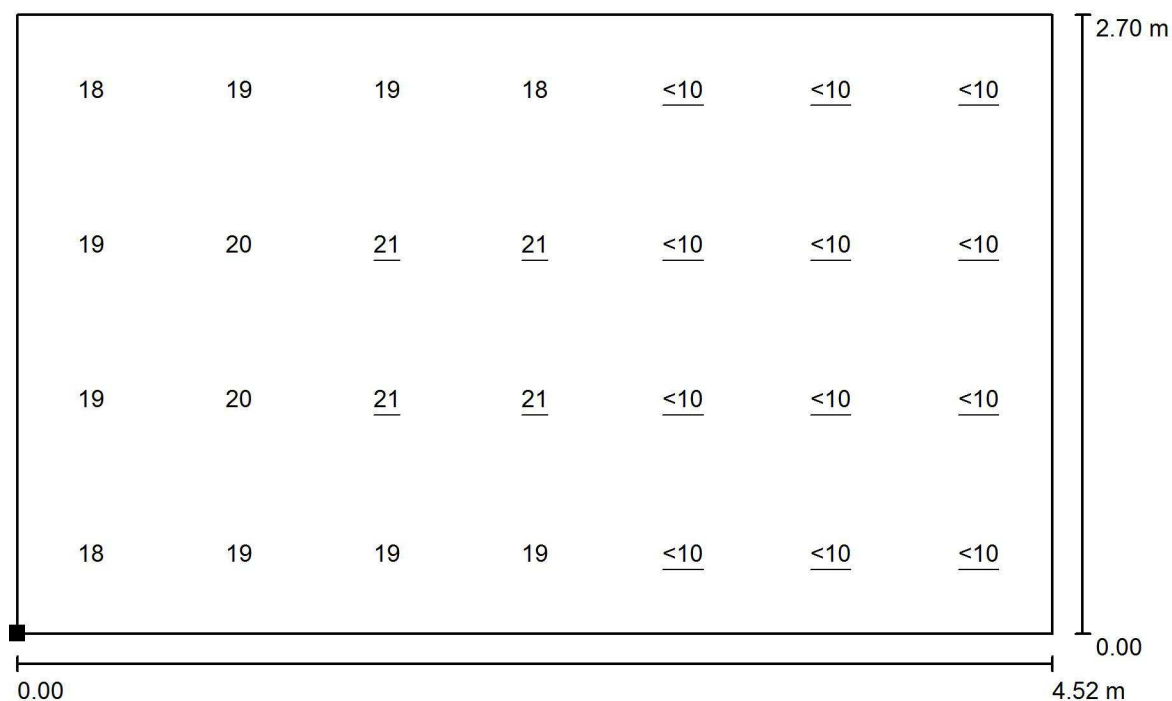 2.70 m
18 19 19 18 <10 <10 <10
19 20 21 21 <10 <10 <10
19 20 21 21 <10 <10 <10
18 19 19 19 <10 <10 <10
0.00
0.00 4.52 m